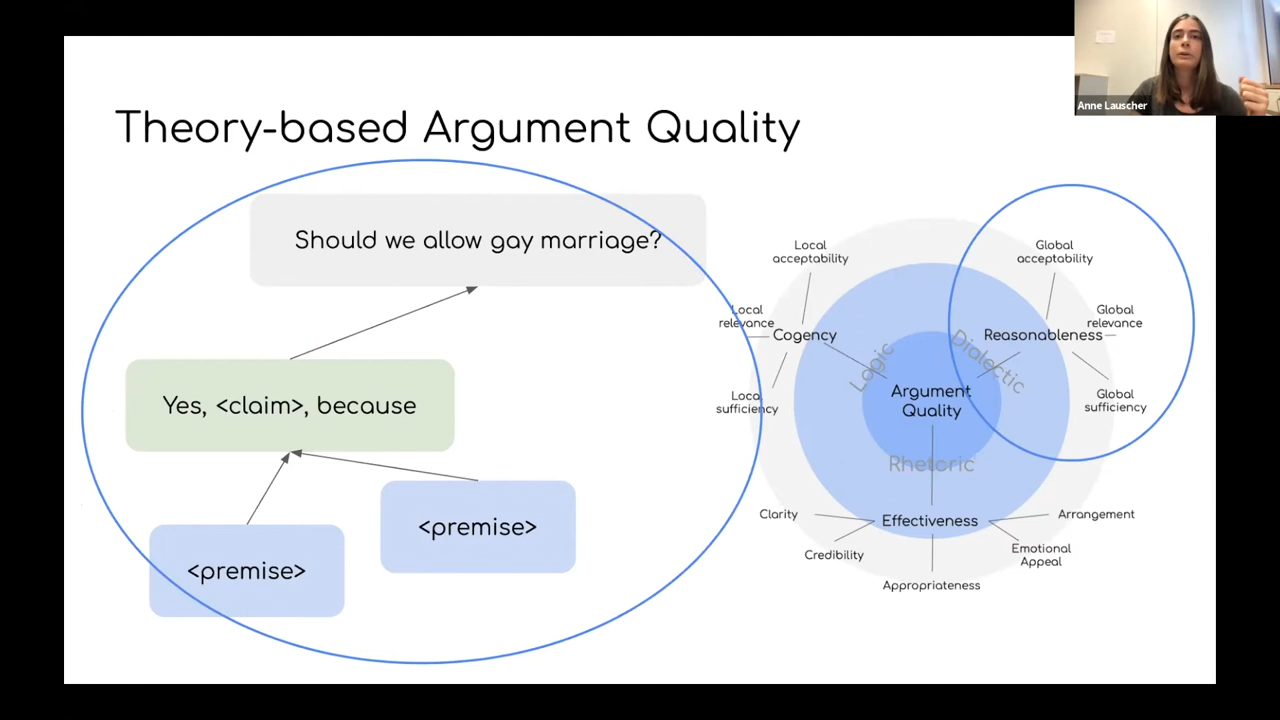 Anne Lauscher
Theory-based Argument Quality
Should we allow gay marriage?
Yes, <claim>, because
<premise>
<premise>
Local
acceptability
Local
relevance
Cogency
Local
sufficiency
Logic
Global
acceptability
Global
relevance
Reasonableness
Global
sufficiency
Dialectic
Argument
Quality
Rhetoric
Effectiveness
Clarity
Credibility
Appropriateness
Emotional
Appeal
Arrangement